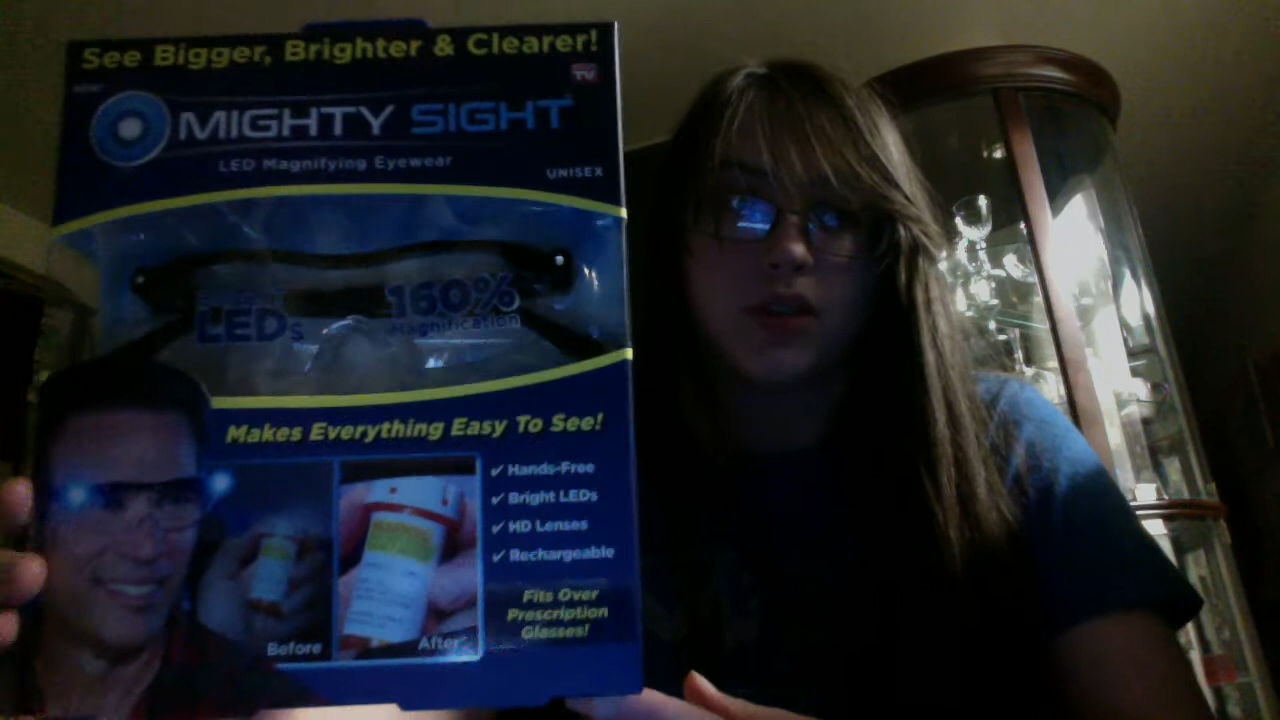 See Bigger, Brighter & Clearer!
TV
MIGHTY SIGHT
LED Magnifying Eyewear
UNISEX
LEDs
160%
Magnification
Makes Everything Easy To See!
✓ Hands-Free
✓ Bright LEDs
✓ HD Lenses
✓ Rechargeable
Fits Over
Prescription
Glasses!
Before
After